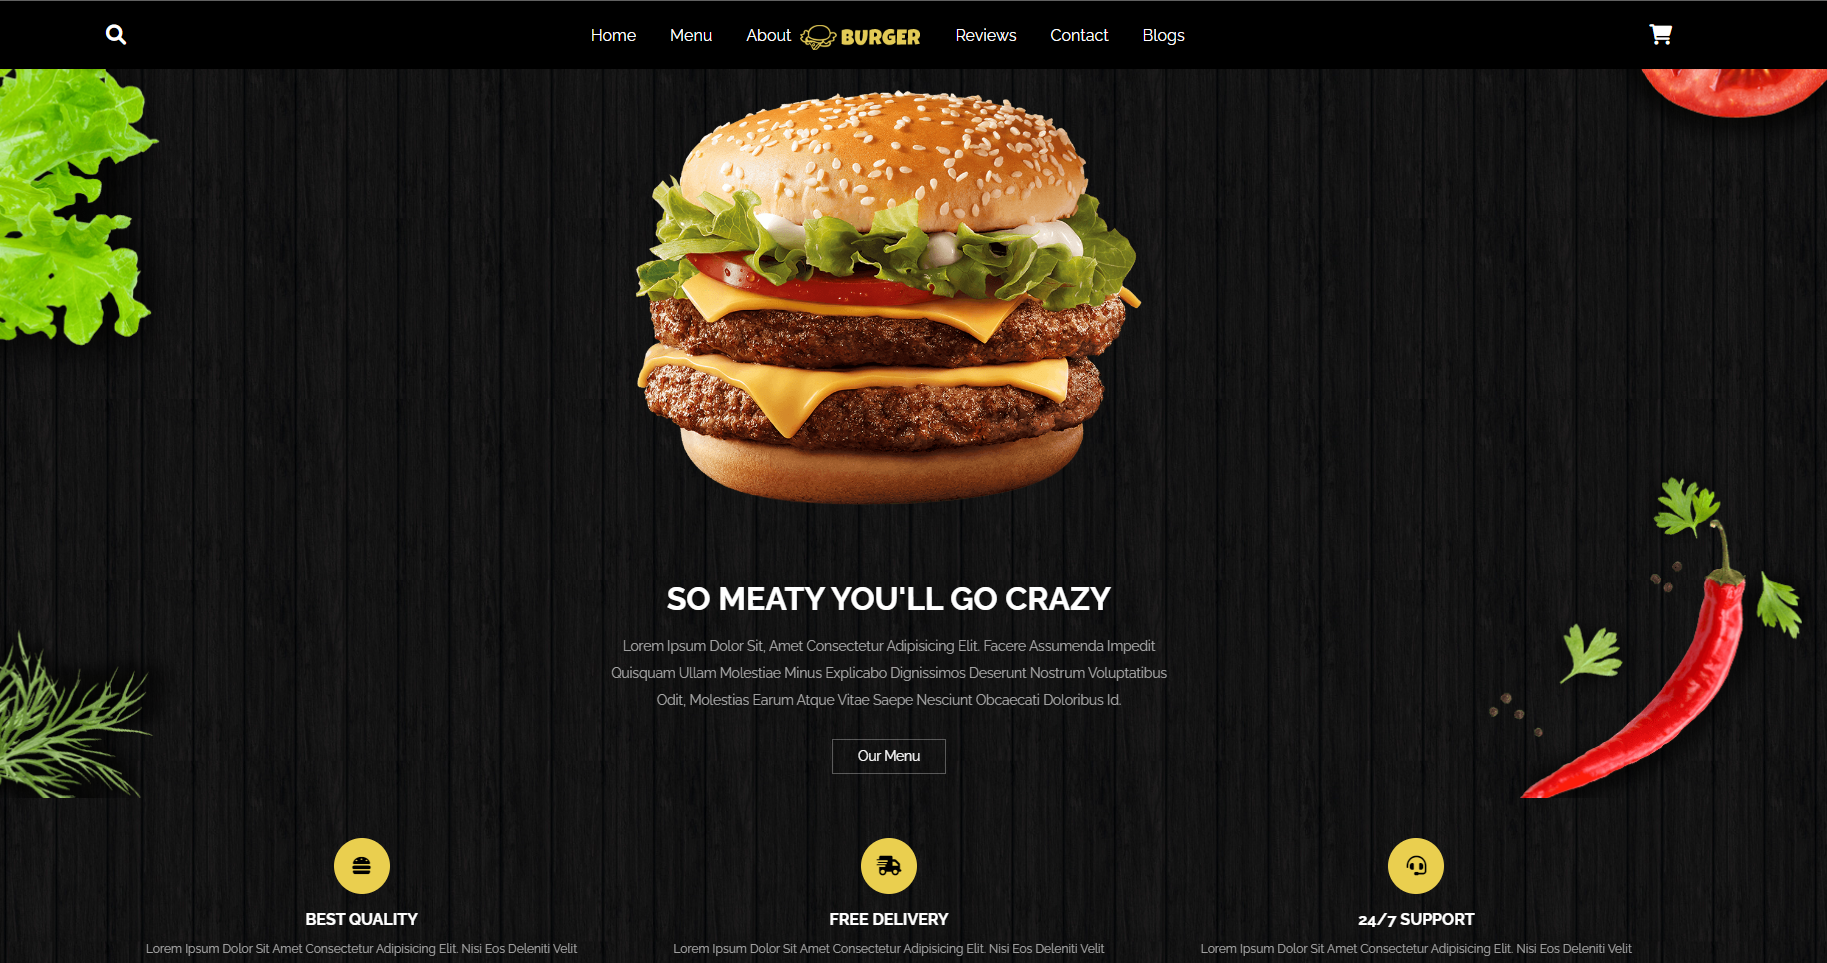 Home Menu About BURGER Reviews Contact Blogs
SO MEATY YOU'LL GO CRAZY
Lorem Ipsum Dolor Sit, Amet Consectetur Adipisicing Elit. Facere Assumenda Impedit
Quisquam Ullam Molestiae Minus Explicabo Dignissimos Deserunt Nostrum Voluptatibus
Odit, Molestias Earum Atque Vitae Saepe Nesciunt Obcaecati Doloribus Id.
Our Menu
BEST QUALITY
Lorem Ipsum Dolor Sit Amet Consectetur Adipisicing Elit. Nisi Eos Deleniti Velit
FREE DELIVERY
Lorem Ipsum Dolor Sit Amet Consectetur Adipisicing Elit. Nisi Eos Deleniti Velit
24/7 SUPPORT
Lorem Ipsum Dolor Sit Amet Consectetur Adipisicing Elit. Nisi Eos Deleniti Velit